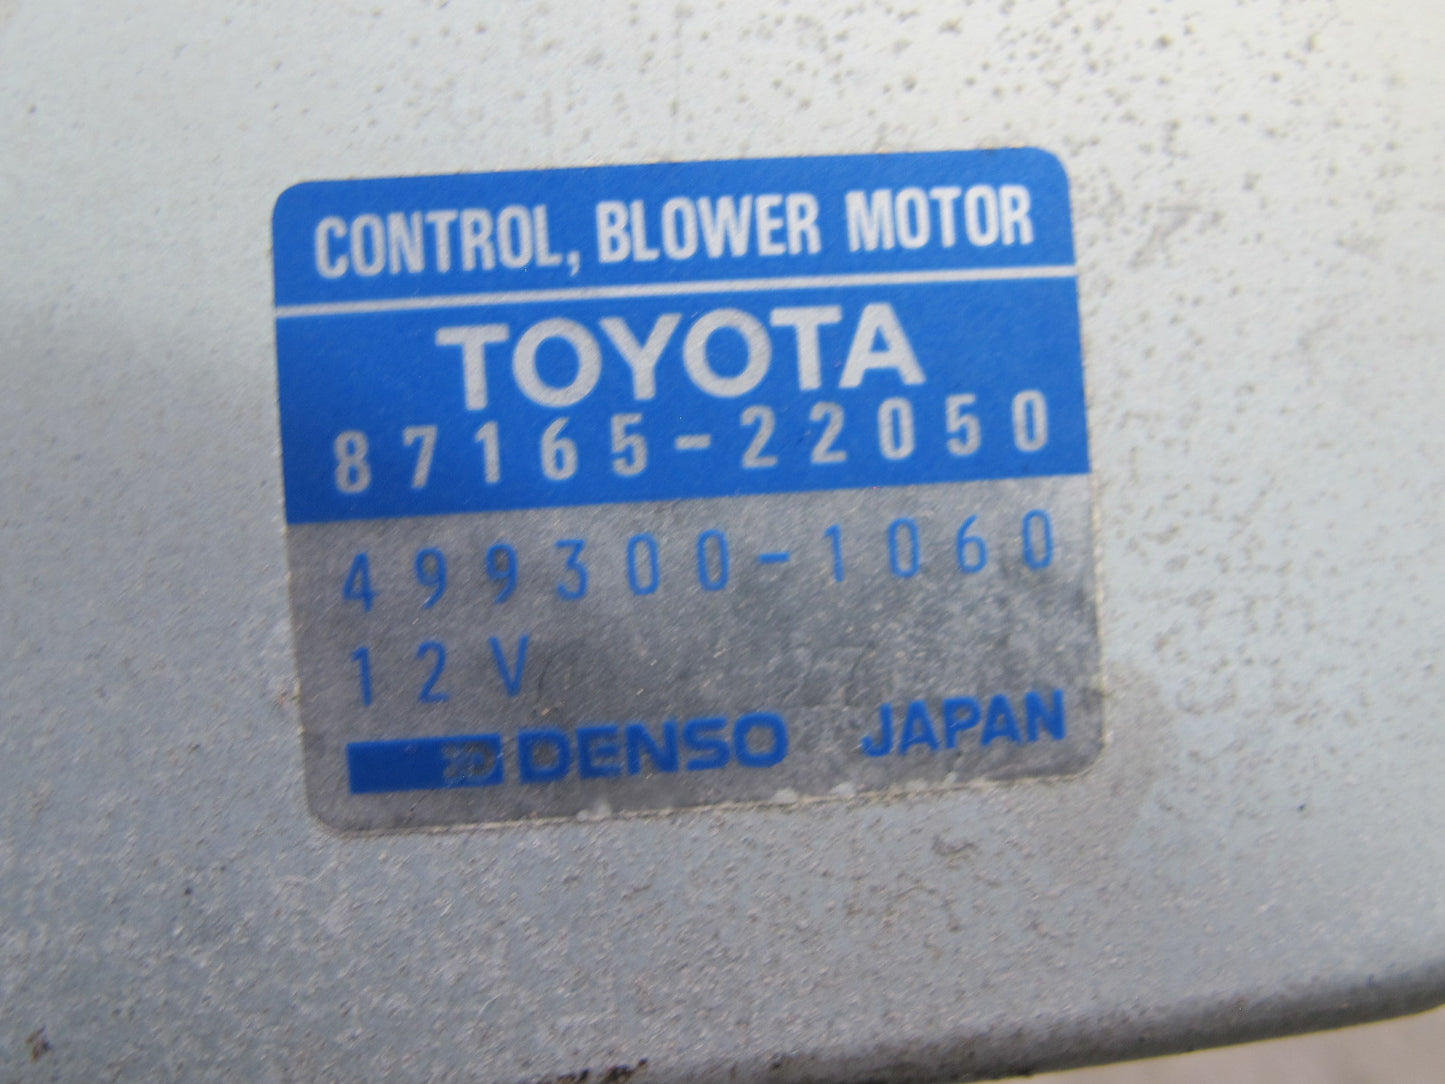 CONTROL, BLOWER MOTOR
TOYOTA
87165-22050
499300-1060
12V
DENSO JAPAN